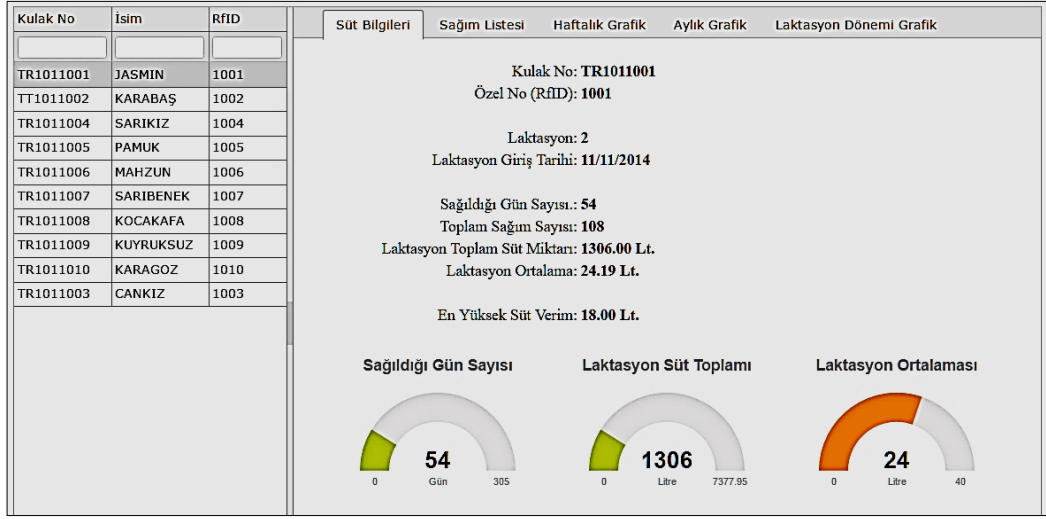 Kulak No İsim RfID
TR1011001 JASMIN 1001
TT1011002 KARABAŞ 1002
TR1011004 SARIKIZ 1004
TR1011005 PAMUK 1005
TR1011006 MAHZUN 1006
TR1011007 SARIBENEK 1007
TR1011008 KOCAKAFA 1008
TR1011009 KUYRUKSUZ 1009
TR1011010 KARAGOZ 1010
TR1011003 CANKIZ 1003
Süt Bilgileri Sağım Listesi Haftalık Grafik Aylık Grafik Laktasyon Dönemi Grafik
Kulak No: TR1011001
Özel No (RfID): 1001
Laktasyon: 2
Laktasyon Giriş Tarihi: 11/11/2014
Sağıldığı Gün Sayısı.: 54
Toplam Sağım Sayısı: 108
Laktasyon Toplam Süt Miktarı: 1306.00 Lt.
Laktasyon Ortalama: 24.19 Lt.
En Yüksek Süt Verim: 18.00 Lt.
Sağıldığı Gün Sayısı
54
0 Gün 305
Laktasyon Süt Toplamı
1306
0 Litre 7377.95
Laktasyon Ortalaması
24
0 Litre 40